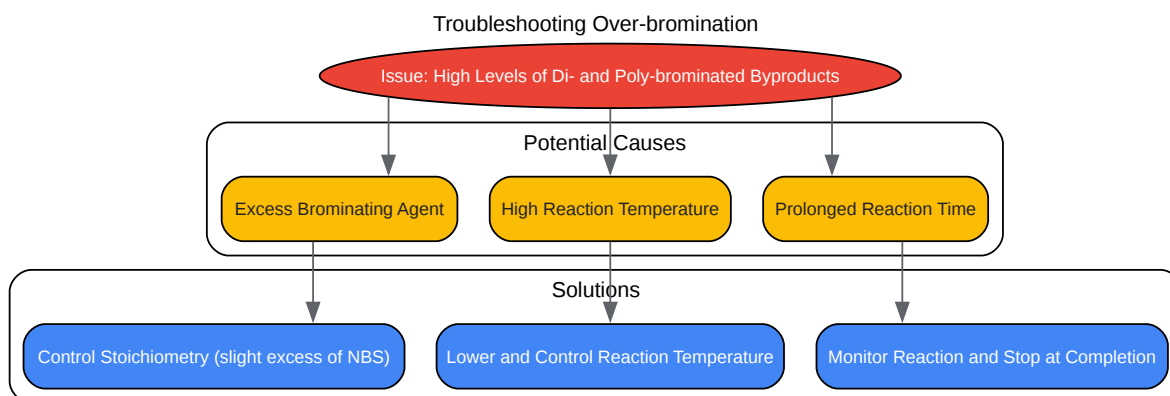 Troubleshooting Over-bromination
Issue: High Levels of Di- and Poly-brominated Byproducts
Potential Causes
Excess Brominating Agent
High Reaction Temperature
Prolonged Reaction Time
Solutions
Control Stoichiometry (slight excess of NBS)
Lower and Control Reaction Temperature
Monitor Reaction and Stop at Completion